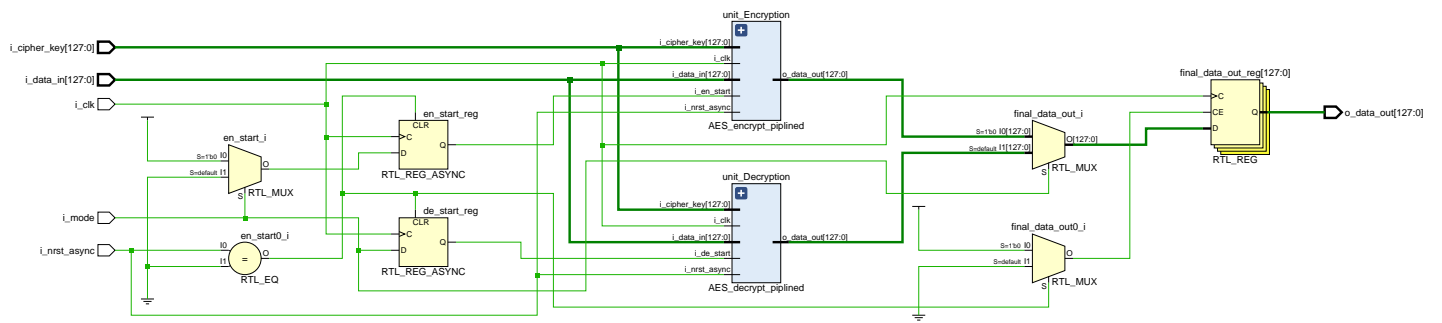 unit_Encryption
i_cipher_key[127:0]
i_cipher_key[127:0]
i_clk
i_data_in[127:0]
i_data_in[127:0]
o_data_out[127:0]
i_en_start
i_clk
i_nrst_async
AES_encrypt_piplined
en_start_reg
CLR
C
D
Q
RTL_REG_ASYNC
en_start_i
S=1'b0 I0
S=default I1
O
S
RTL_MUX
final_data_out_i
S=1'b0 I0[127:0]
S=default I1[127:0]
O[127:0]
S
RTL_MUX
final_data_out_reg[127:0]
C
CE
D
Q
RTL_REG
o_data_out[127:0]
unit_Decryption
i_cipher_key[127:0]
i_clk
i_data_in[127:0]
o_data_out[127:0]
i_de_start
i_nrst_async
AES_decrypt_piplined
i_mode
de_start_reg
CLR
C
D
Q
RTL_REG_ASYNC
i_nrst_async
en_start0_i
I0
I1
=
O
RTL_EQ
final_data_out0_i
S=1'b0 I0
S=default I1
O
S
RTL_MUX